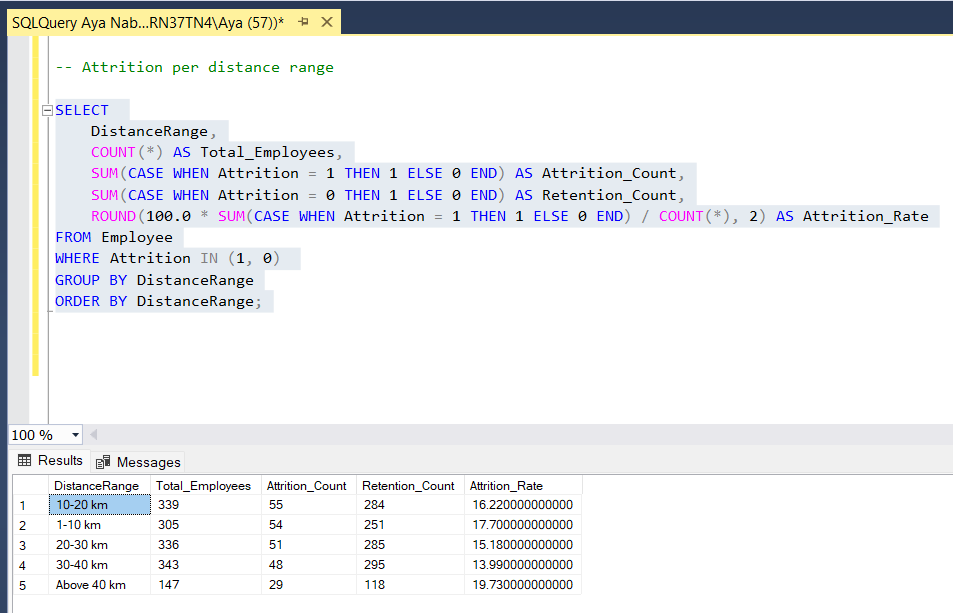 SQLQuery Aya Nab...RN37TN4\Aya (57))*
-- Attrition per distance range
SELECT
DistanceRange,
COUNT(*) AS Total_Employees,
SUM(CASE WHEN Attrition = 1 THEN 1 ELSE 0 END) AS Attrition_Count,
SUM(CASE WHEN Attrition = 0 THEN 1 ELSE 0 END) AS Retention_Count,
ROUND(100.0 * SUM(CASE WHEN Attrition = 1 THEN 1 ELSE 0 END) / COUNT(*), 2) AS Attrition_Rate
FROM Employee
WHERE Attrition IN (1, 0)
GROUP BY DistanceRange
ORDER BY DistanceRange;
100 %
Results Messages
DistanceRange Total_Employees Attrition_Count Retention_Count Attrition_Rate
1 10-20 km 339 55 284 16.220000000000
2 1-10 km 305 54 251 17.700000000000
3 20-30 km 336 51 285 15.180000000000
4 30-40 km 343 48 295 13.990000000000
5 Above 40 km 147 29 118 19.730000000000